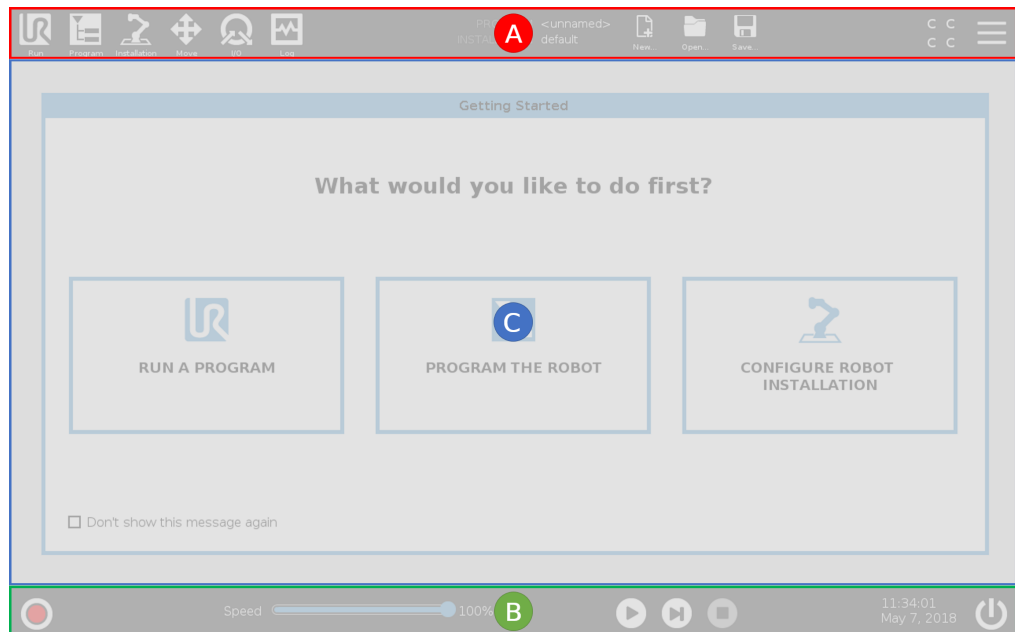 PR
<unnamed>
INSTAL
default
Run
Program
Installation
Move
I/O
Log
New...
Open...
Save...
C C
C C
A
Getting Started
What would you like to do first?
RUN A PROGRAM
PROGRAM THE ROBOT
CONFIGURE ROBOT
INSTALLATION
C
Don't show this message again
Speed
100%
B
11:34:01
May 7, 2018